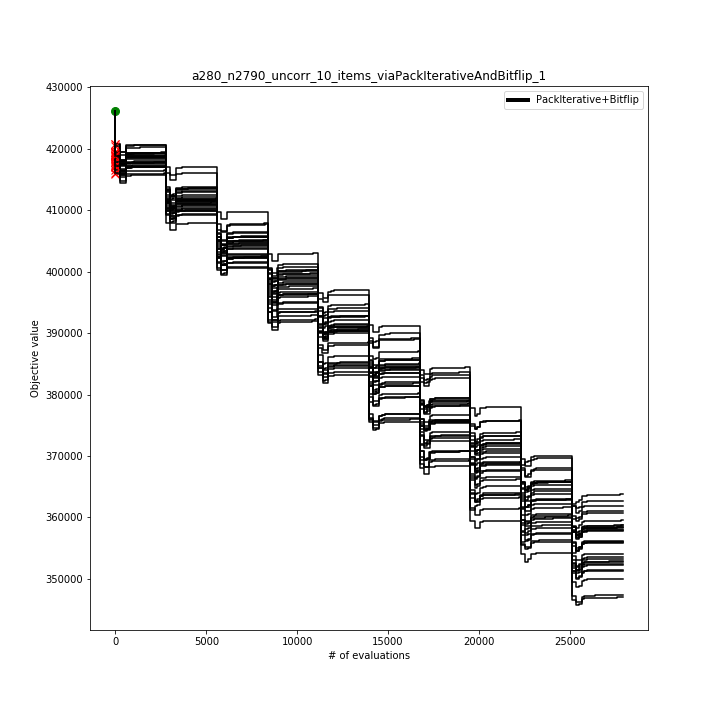 a280_n2790_uncorr_10_items_viaPackIterativeAndBitflip_1
PackIterative+Bitflip
430000
420000
410000
400000
390000
380000
370000
360000
350000
Objective value
0 5000 10000 15000 20000 25000
# of evaluations